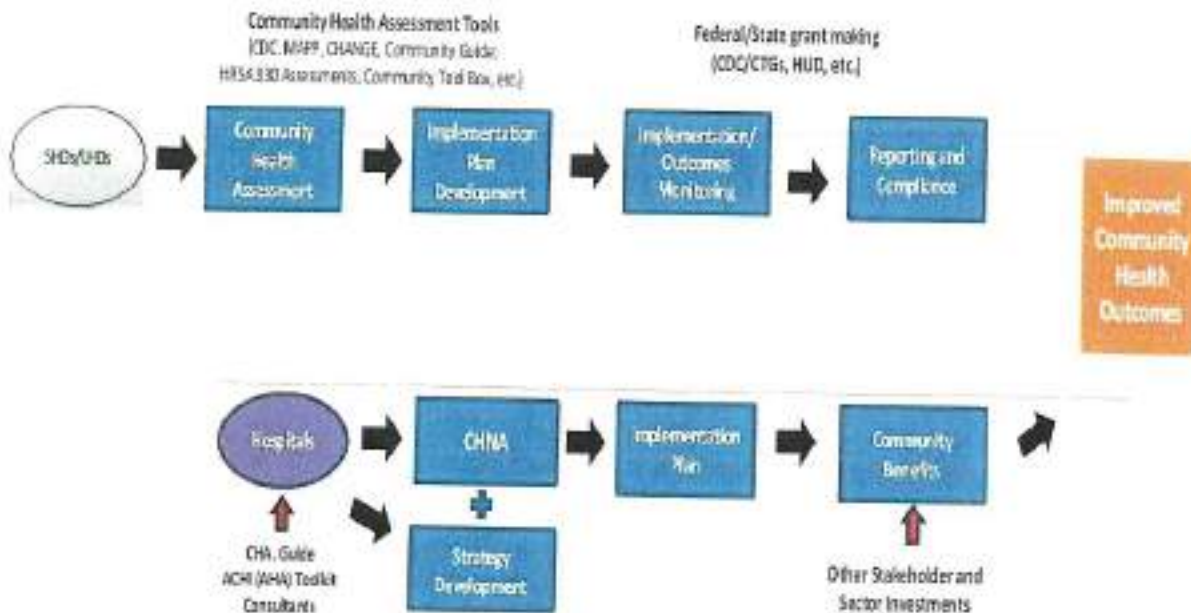 Community Health Assessment Tools
(CDC, MAPP, CHANGE, Community Guide,
HRSA 330 Assessments, Community Tool Box, etc.)
Federal/State grant making
(CDC/CTGs, HUD, etc.)
SHDs/LHDs
Community
Health
Assessment
Implementation
Plan
Development
Implementation/
Outcomes
Monitoring
Reporting and
Compliance
Improved
Community
Health
Outcomes
Hospitals
CHNA
Implementation
Plan
Community
Benefits
Strategy
Development
CHA. Guide
ACHI (AHA) Toolkit
Consultants
Other Stakeholder and
Sector Investments